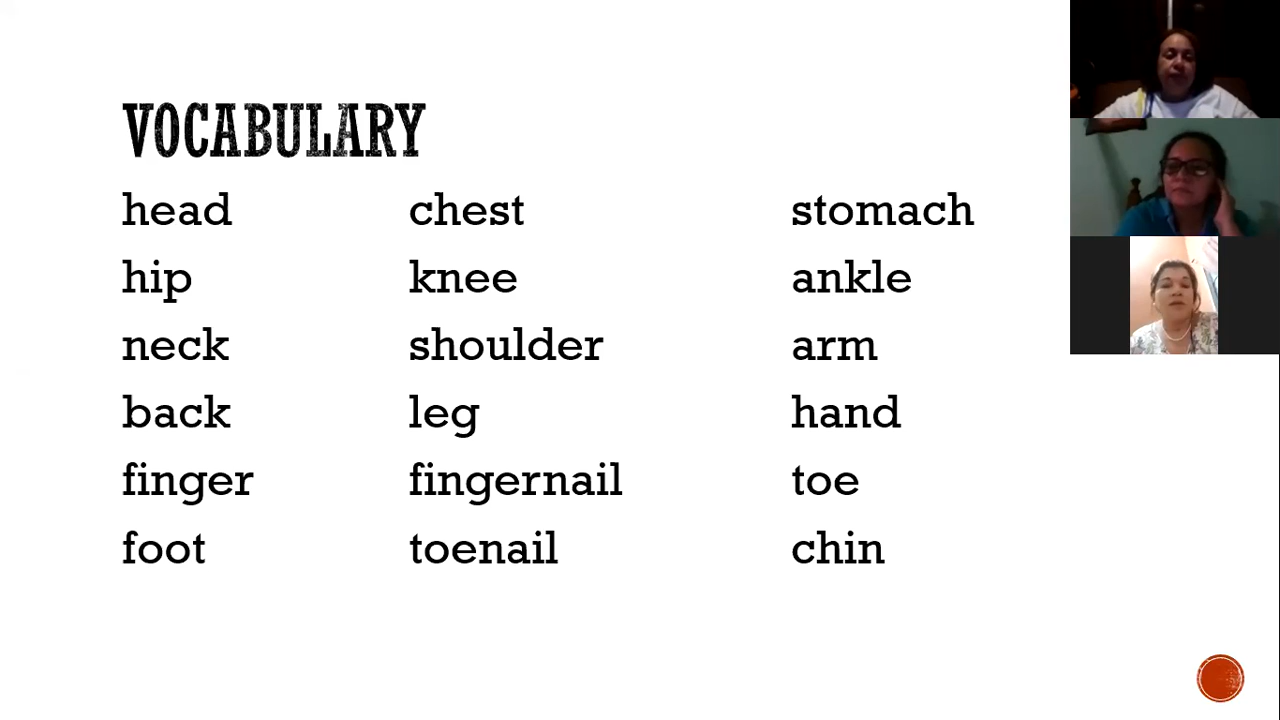 VOCABULARY
head chest stomach
hip knee ankle
neck shoulder arm
back leg hand
finger fingernail toe
foot toenail chin